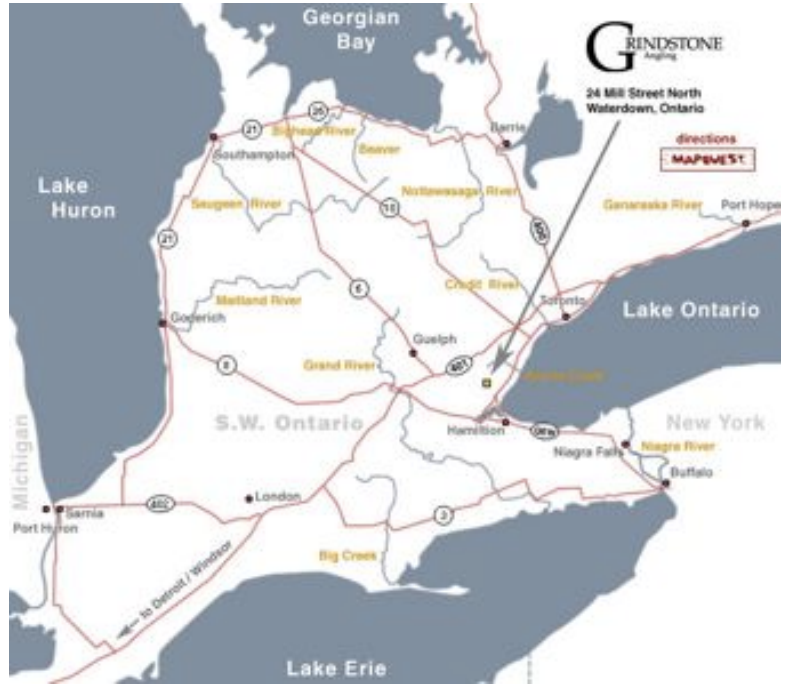 Georgian
Bay
GRINDSTONE
Angling
24 Mill Street North
Waterdown, Ontario
directions
MAPQUEST
26
21
Bighead River
Beaver
Barrie
Southampton
Lake
Huron
Saugeen River
10
Nottawasaga River
400
Ganaraska River
Port Hope
21
6
Maitland River
Credit River
Toronto
Lake Ontario
Goderich
Guelph
8
Grand River
401
S.W. Ontario
Hamiltion
QEW
New York
Niagra Falls
Niagra River
Buffalo
Michigan
London
402
Sarnia
Port Huron
3
Big Creek
to Detroit / Windsor
Lake Erie